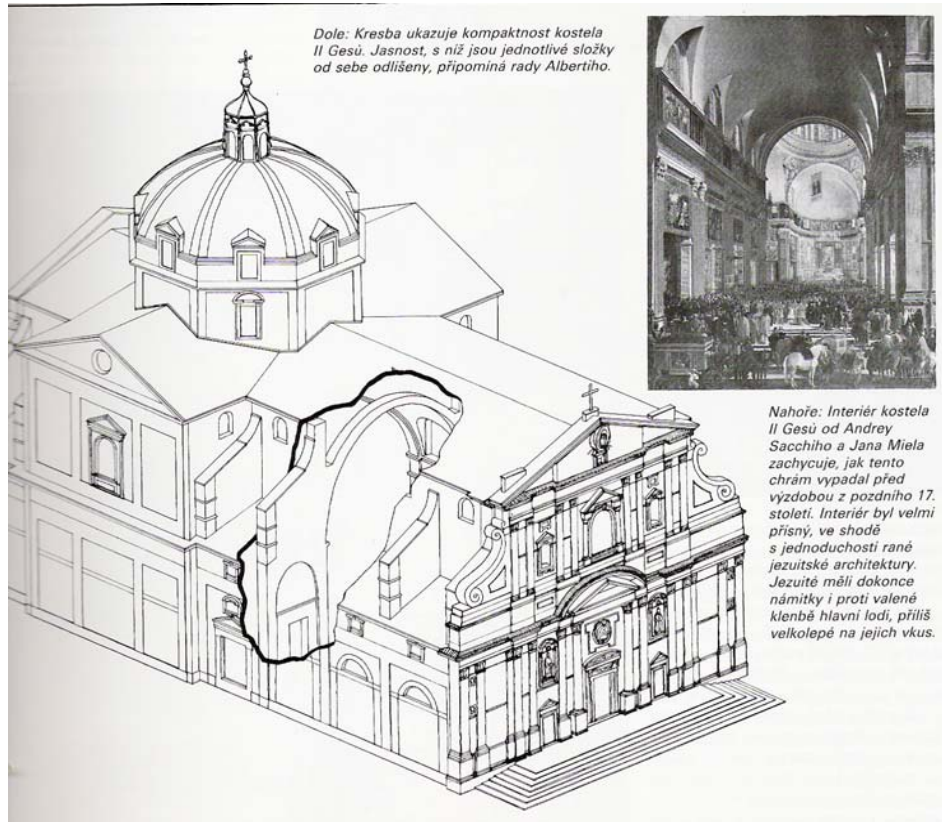 Dole: Kresba ukazuje kompaktnost kostela
Il Gesù. Jasnost, s níž jsou jednotlivé složky
od sebe odlišeny, připomíná rady Albertiho.
Nahoře: Interiér kostela
Il Gesù od Andrey
Sacchiho a Jana Miela
zachycuje, jak tento
chrám vypadal před
výzdobou z pozdního 17.
století. Interiér byl velmi
přísný, ve shodě
s jednoduchostí rané
jezuitské architektury.
Jezuité měli dokonce
námitky i proti valené
klenbě hlavní lodi, příliš
velkolepé na jejich vkus.